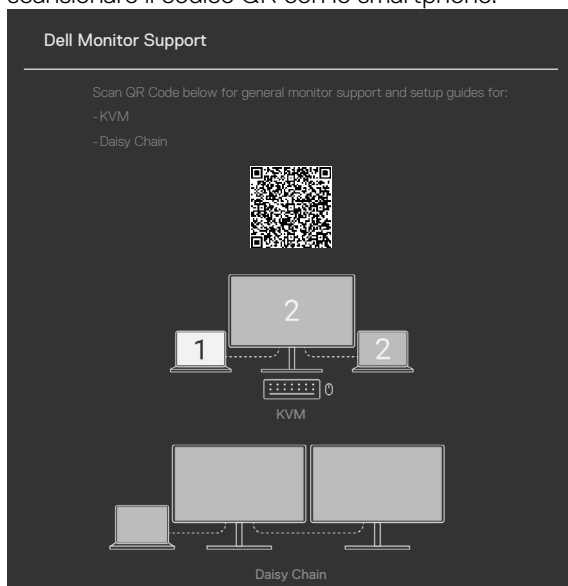 scansionare il codice QR con lo smartphone.
Dell Monitor Support
Scan QR Code below for general monitor support and setup guides for:
- KVM
- Daisy Chain
2
1
2
KVM
Daisy Chain